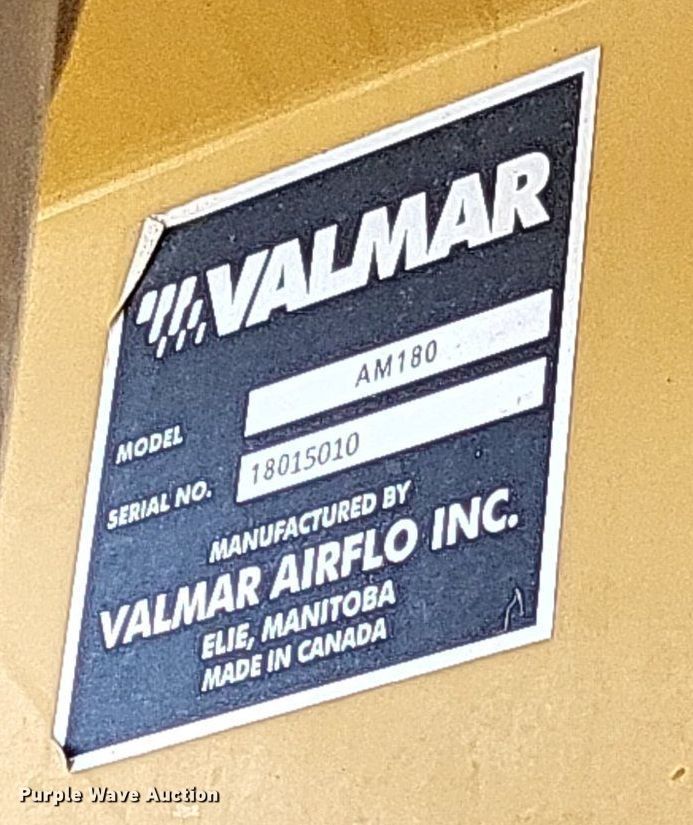 VALMAR
MODEL AM180
SERIAL NO. 18015010
MANUFACTURED BY
VALMAR AIRFLO INC.
ELIE, MANITOBA
MADE IN CANADA
Purple Wave Auction